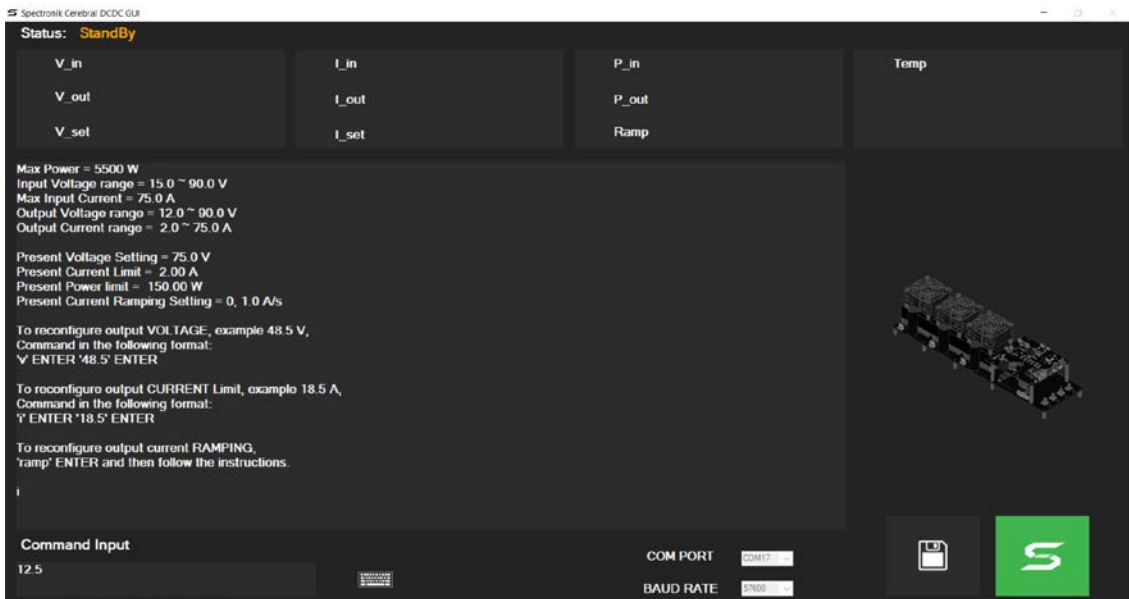 Spectronik Cerebral DCDC GUI
Status: StandBy
V_in I_in P_in Temp
V_out I_out P_out
V_set I_set Ramp
Max Power = 5500 W
Input Voltage range = 15.0 ~ 90.0 V
Max Input Current = 75.0 A
Output Voltage range = 12.0 ~ 90.0 V
Output Current range = 2.0 ~ 75.0 A
Present Voltage Setting = 75.0 V
Present Current Limit = 2.00 A
Present Power limit = 150.00 W
Present Current Ramping Setting = 0, 1.0 A/s
To reconfigure output VOLTAGE, example 48.5 V,
Command in the following format:
'v' ENTER '48.5' ENTER
To reconfigure output CURRENT Limit, example 18.5 A,
Command in the following format:
'i' ENTER '18.5' ENTER
To reconfigure output current RAMPING,
'ramp' ENTER and then follow the instructions.
i
Command Input
12.5
COM PORT COM17
BAUD RATE 57600